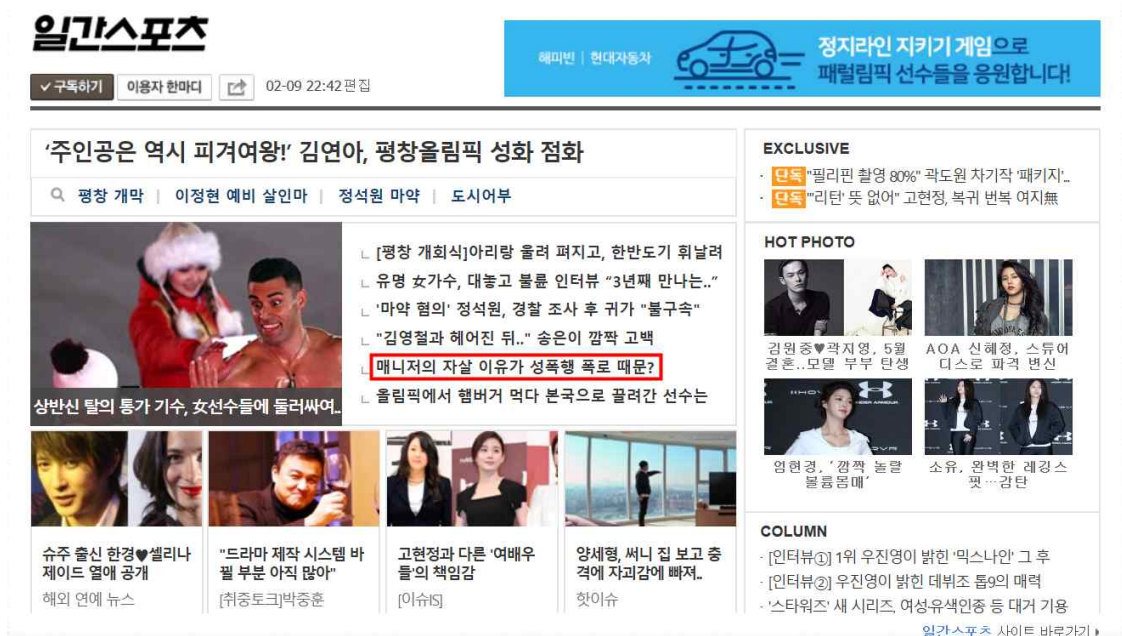 일간스포츠
구독하기 이용자 한마디 02-09 22:42 편집
해피빈 | 현대자동차
정지라인 지키기 게임으로
패럴림픽 선수들을 응원합니다!
‘주인공은 역시 피겨여왕!’ 김연아, 평창올림픽 성화 점화
평창 개막 | 이정현 예비 살인마 | 정석원 마약 | 도시어부
상반신 탈의 통가 기수, 女선수들에 둘러싸여..
[평창 개회식]아리랑 울려 퍼지고, 한반도기 휘날려
유명 女가수, 대놓고 불륜 인터뷰 “3년째 만나는..”
'마약 혐의' 정석원, 경찰 조사 후 귀가 "불구속"
"김영철과 헤어진 뒤.." 송은이 깜짝 고백
매니저의 자살 이유가 성폭행 폭로 때문?
올림픽에서 햄버거 먹다 본국으로 끌려간 선수는
슈주 출신 한경♥셀리나
제이드 열애 공개
해외 연예 뉴스
"드라마 제작 시스템 바
뀔 부분 아직 많아"
[취중토크]박중훈
고현정과 다른 '여배우
들'의 책임감
[이슈IS]
양세형, 써니 집 보고 충
격에 자괴감에 빠져..
핫이슈
EXCLUSIVE
· 단독 "필리핀 촬영 80%" 곽도원 차기작 '패키지'..
· 단독 "'리턴' 뜻 없어" 고현정, 복귀 번복 여지無
HOT PHOTO
김원중♥곽지영, 5월
결혼..모델 부부 탄생
AOA 신혜정, 스튜어
디스로 파격 변신
엄현경, ‘깜짝 놀랄
볼륨몸매’
소유, 완벽한 레깅스
핏…감탄
COLUMN
· [인터뷰①] 1위 우진영이 밝힌 '믹스나인' 그 후
· [인터뷰②] 우진영이 밝힌 데뷔조 톱9의 매력
· '스타워즈' 새 시리즈, 여성·유색인종 등 대거 기용
일간스포츠 사이트 바로가기